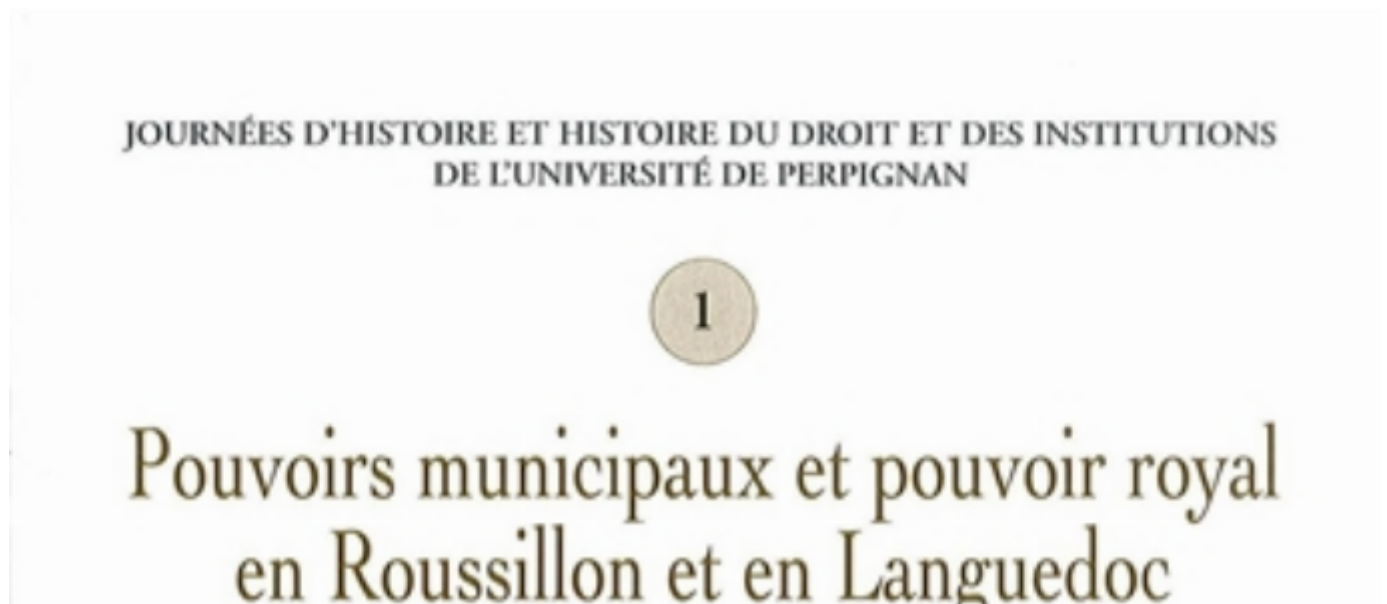 JOURNÉES D'HISTOIRE ET HISTOIRE DU DROIT ET DES INSTITUTIONS
DE L'UNIVERSITÉ DE PERPIGNAN
1
Pouvoirs municipaux et pouvoir royal
en Roussillon et en Languedoc